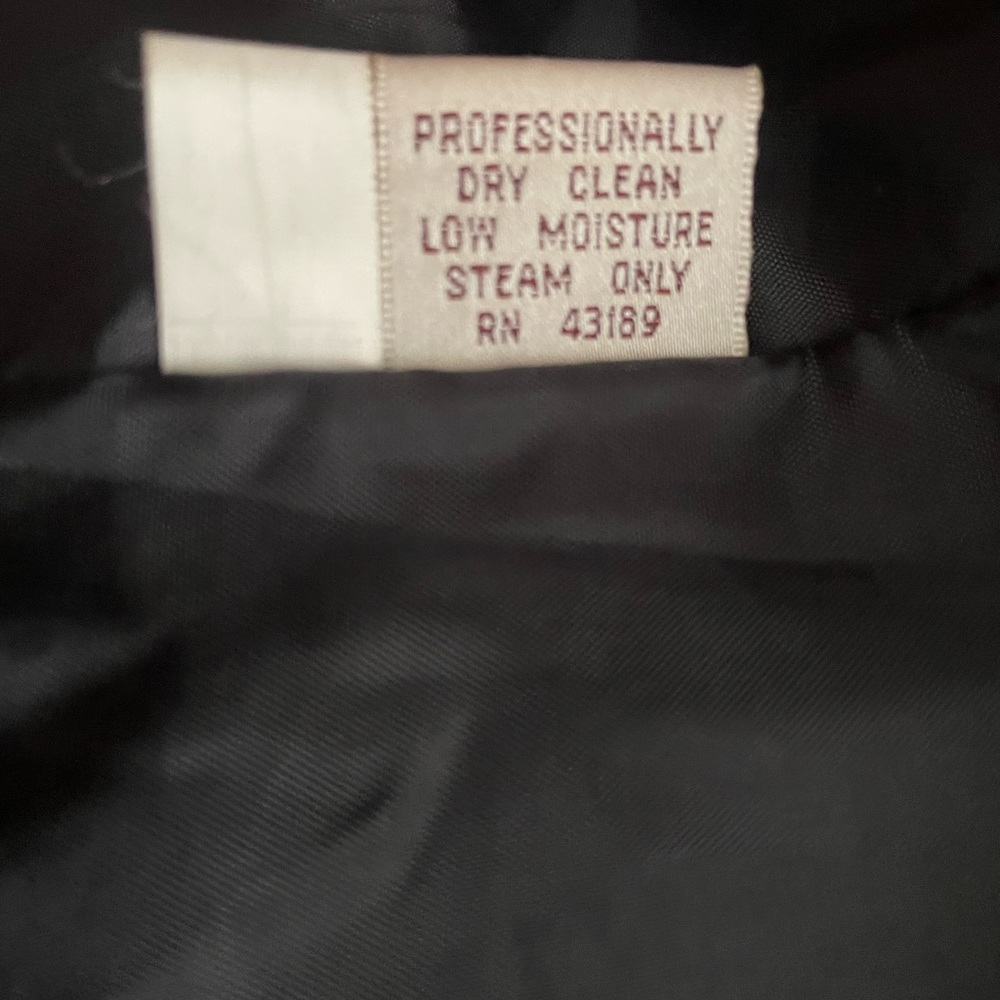 PROFESSIONALLY
DRY CLEAN
LOW MOISTURE
STEAM ONLY
RN 43189